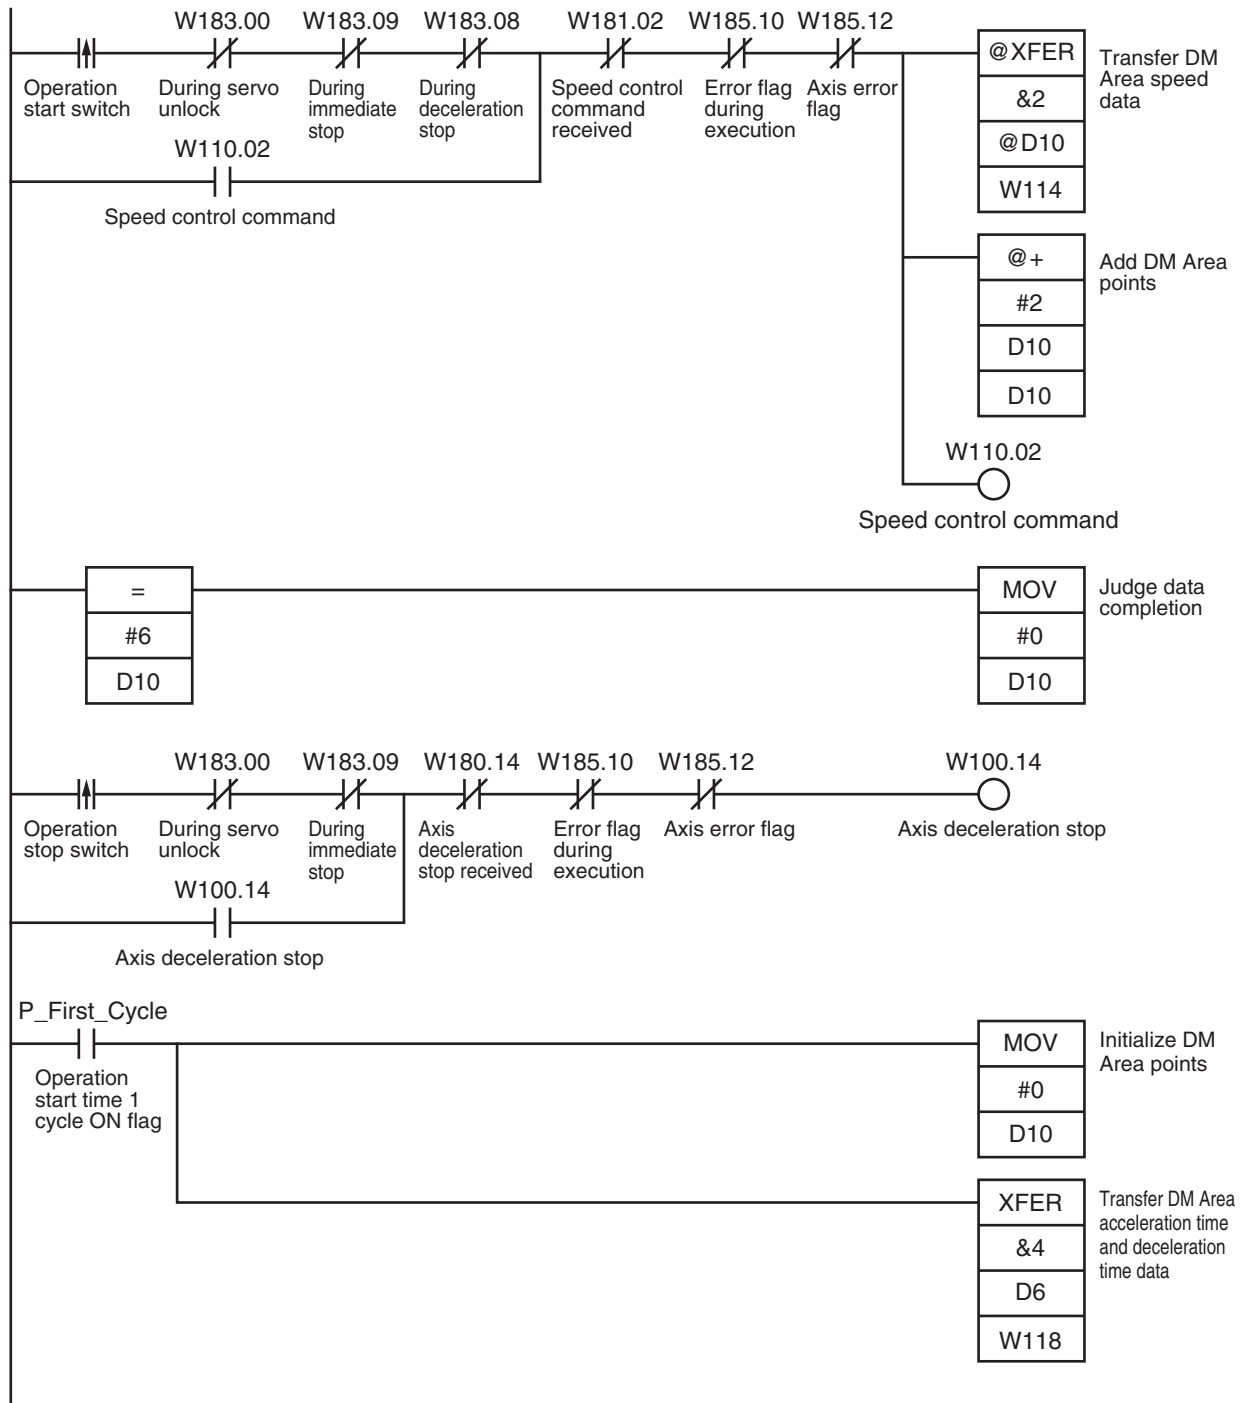 W183.00 W183.09 W183.08 W181.02 W185.10 W185.12
Operation
start switch
During servo
unlock
During
immediate
stop
During
deceleration
stop
Speed control
command
received
Error flag
during
execution
Axis error
flag
@XFER
&2
@D10
W114
Transfer DM
Area speed
data
W110.02
Speed control command
@+
#2
D10
D10
Add DM Area
points
W110.02
Speed control command
=
#6
D10
MOV
#0
D10
Judge data
completion
W183.00 W183.09 W180.14 W185.10 W185.12 W100.14
Operation
stop switch
During servo
unlock
During
immediate
stop
Axis
deceleration
stop received
Error flag
during
execution
Axis error flag
Axis deceleration stop
W100.14
Axis deceleration stop
P_First_Cycle
Operation
start time 1
cycle ON flag
MOV
#0
D10
Initialize DM
Area points
XFER
&4
D6
W118
Transfer DM Area
acceleration time
and deceleration
time data